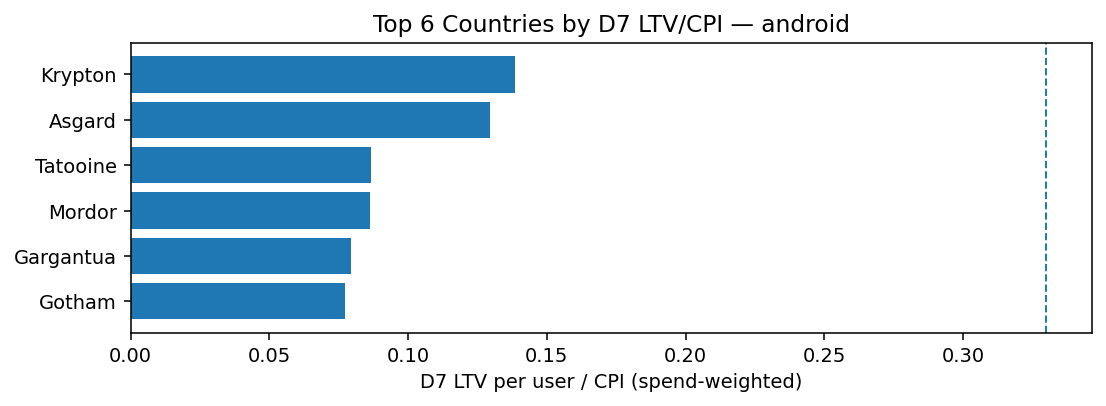 Top 6 Countries by D7 LTV/CPI — android
Krypton
Asgard
Tatooine
Mordor
Gargantua
Gotham
0.00 0.05 0.10 0.15 0.20 0.25 0.30
D7 LTV per user / CPI (spend-weighted)